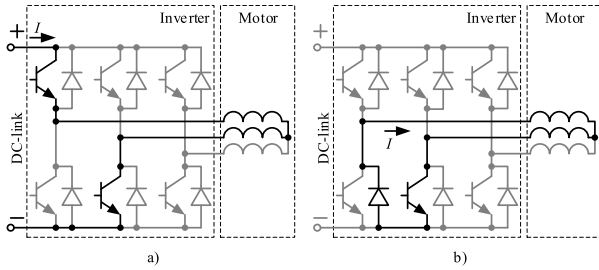 Inverter
Motor
+
I
DC-link
−
a)
Inverter
Motor
+
DC-link
I
−
b)